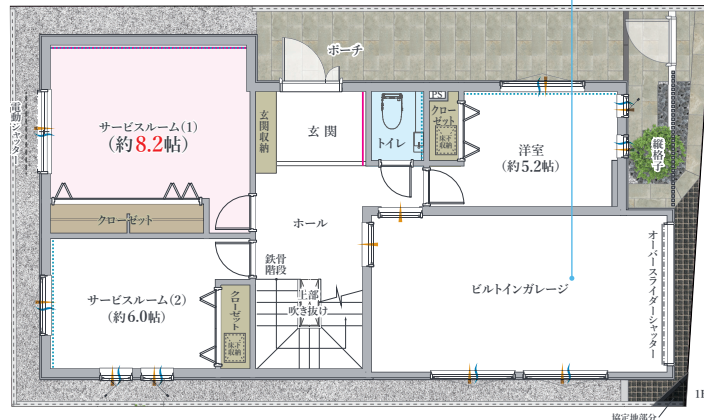 ポーチ
電動シャッター
サービスルーム(1)
(約8.2帖)
玄関収納
玄関
トイレ
PS
クローゼット
床下収納
洋室
(約5.2帖)
縦格子
クローゼット
ホール
鉄骨
階段
上部
吹き抜け
サービスルーム(2)
(約6.0帖)
クローゼット
床下収納
ビルトインガレージ
オーバースライダーシャッター
協定地部分